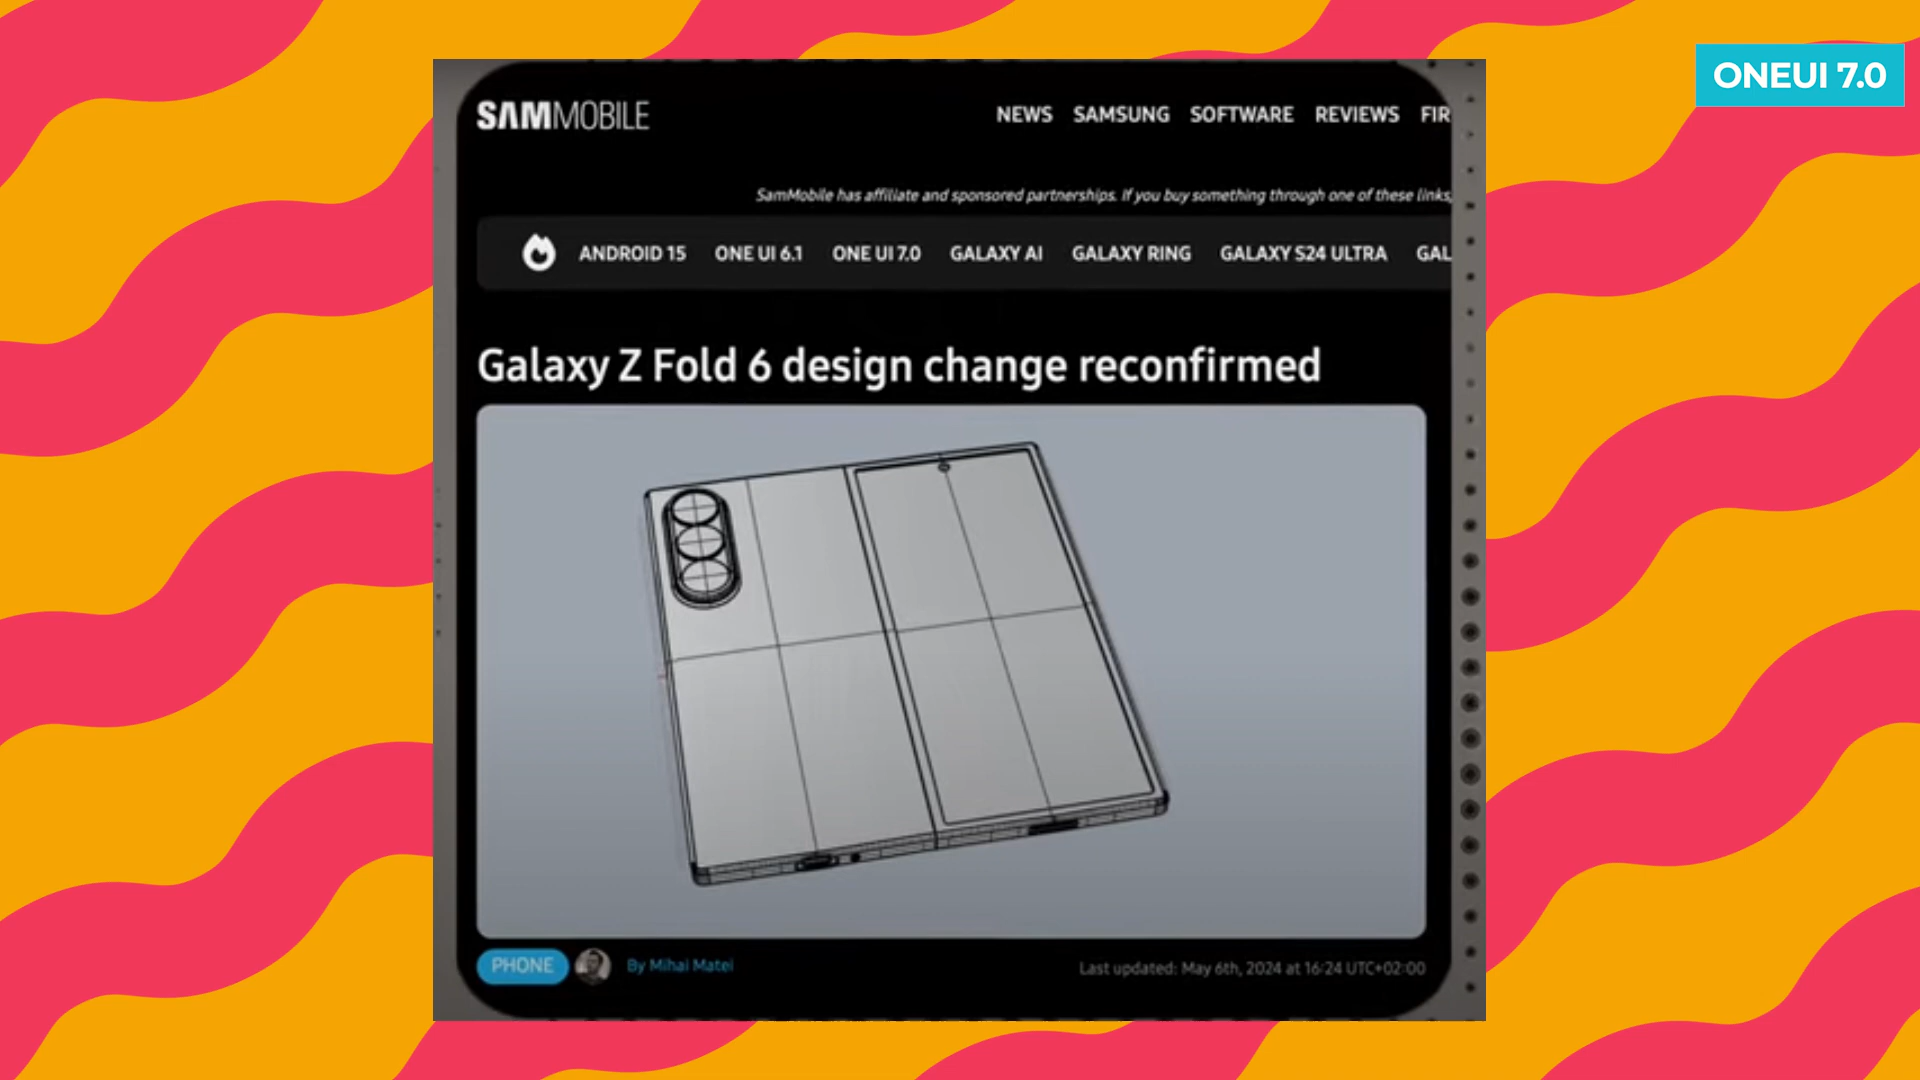 ONEUI 7.0
SAMMOBILE
NEWS SAMSUNG SOFTWARE REVIEWS FIR
SamMobile has affiliate and sponsored partnerships. If you buy something through one of these links,
ANDROID 15 ONE UI 6.1 ONE UI 7.0 GALAXY AI GALAXY RING GALAXY S24 ULTRA GAL
Galaxy Z Fold 6 design change reconfirmed
PHONE By Mihai Matei Last updated: May 6th, 2024 at 16:24 UTC+02:00